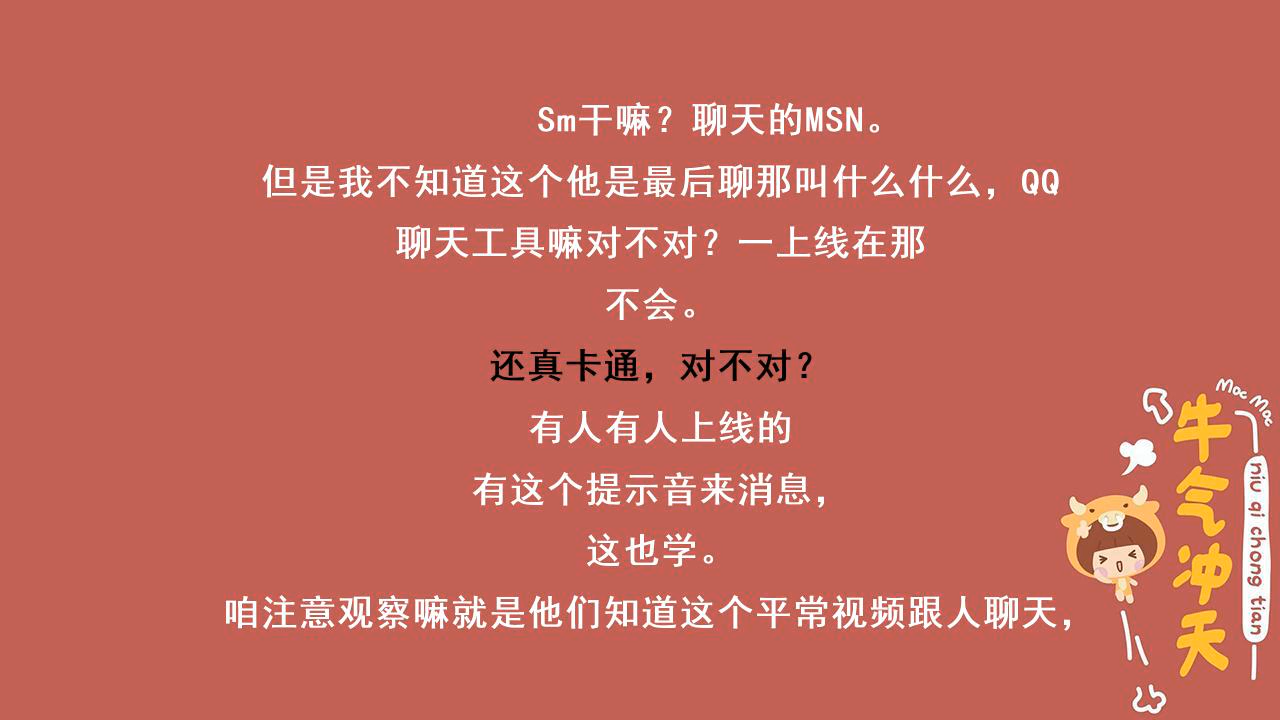 Sm干嘛？聊天的MSN。
但是我不知道这个他是最后聊那叫什么什么，QQ
聊天工具嘛对不对？一上线在那
不会。
还真卡通，对不对？
有人有人上线的
有这个提示音来消息，
这也学。
咱注意观察嘛就是他们知道这个平常视频跟人聊天，
Moc Moc
牛气冲天
niu qi chong tian